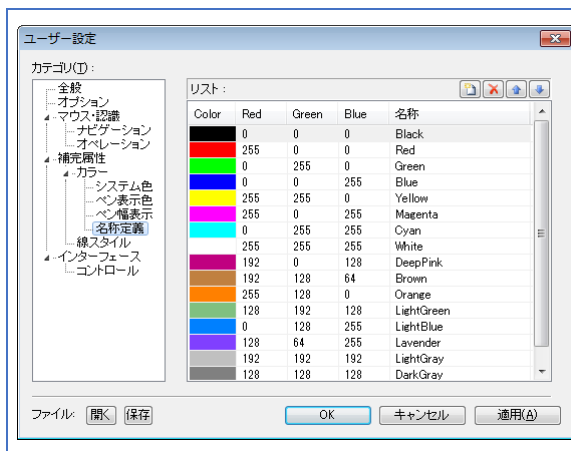 ユーザー設定
カテゴリ(T):
全般
オプション
マウス・認識
ナビゲーション
オペレーション
補完属性
カラー
システム色
ペン表示色
ペン幅表示
名称定義
線スタイル
インターフェース
コントロール
リスト:
Color Red Green Blue 名称
0 0 0 Black
255 0 0 Red
0 255 0 Green
0 0 255 Blue
255 255 0 Yellow
255 0 255 Magenta
0 255 255 Cyan
255 255 255 White
192 0 128 DeepPink
192 128 64 Brown
255 128 0 Orange
128 192 128 LightGreen
0 128 255 LightBlue
128 64 255 Lavender
192 192 192 LightGray
128 128 128 DarkGray
ファイル: 開く 保存 OK キャンセル 適用(A)